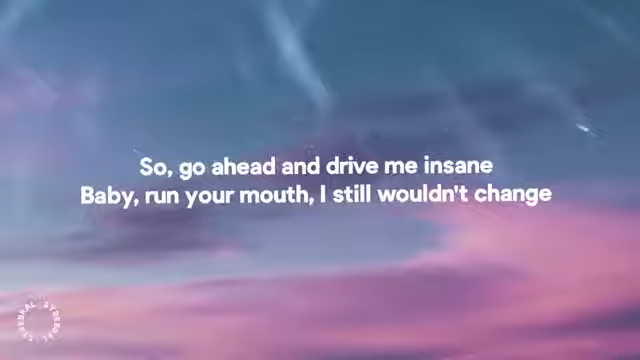 So, go ahead and drive me insane
Baby, run your mouth, I still wouldn't change